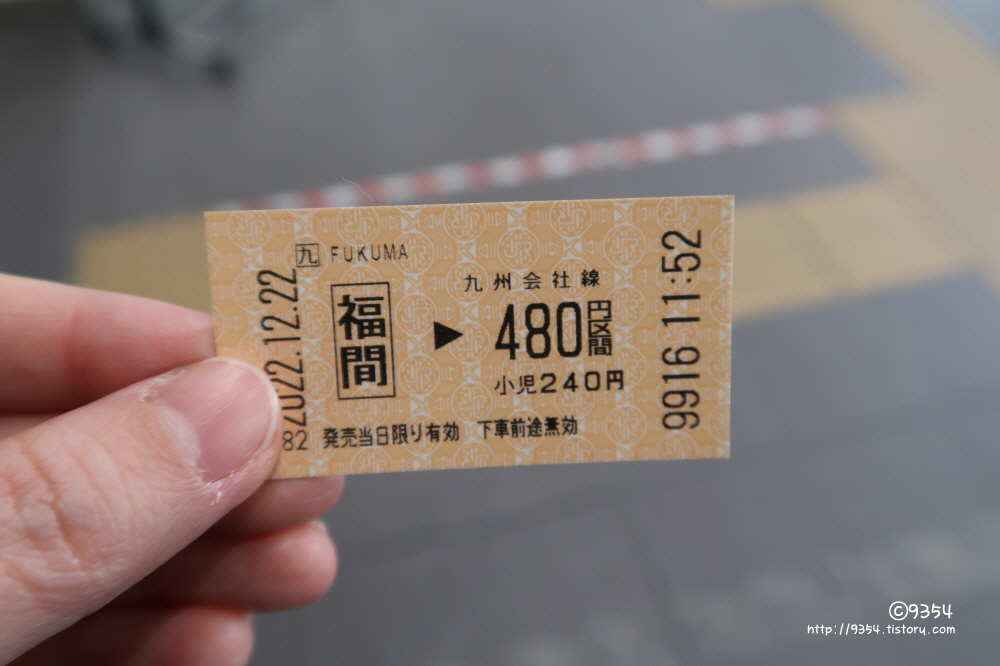 九 FUKUMA
福間 ▶
九州会社線
480円区間
小児240円
82 発売当日限り有効 下車前途無効
2022.12.22
9916 11:52
©9354
http://9354.tistory.com